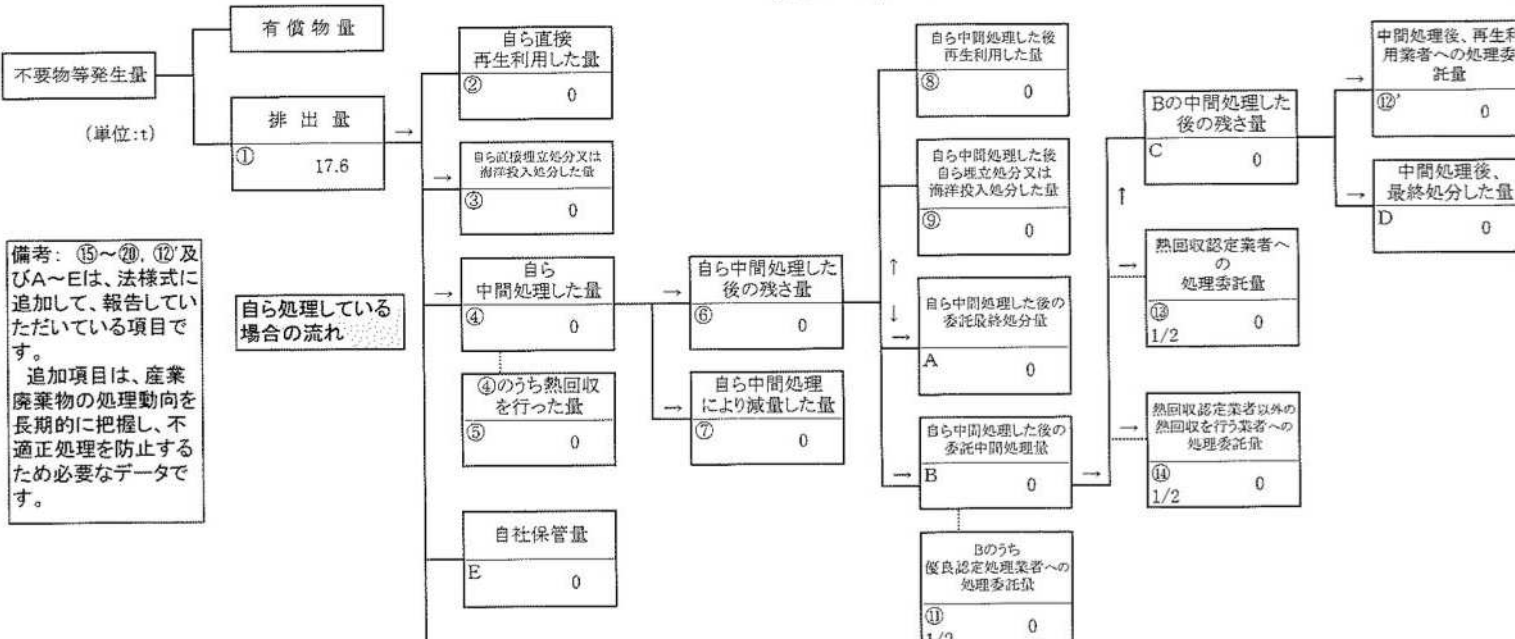 不要物等発生量
(単位:t)
有償物量
排出量
①
17.6
備考: ⑮~⑳, ⑫'及
びA~Eは、法様式に
追加して、報告してい
ただいている項目で
す。
追加項目は、産業
廃棄物の処理動向を
長期的に把握し、不
適正処理を防止する
ため必要なデータで
す。
自ら処理している
場合の流れ
→
自ら直接
再生利用した量
②
0
→
自ら直接埋立処分又は
海洋投入処分した量
③
0
→
自ら
中間処理した量
④
0
④のうち熱回収
を行った量
⑤
0
自社保管量
E
0
→
自ら中間処理した
後の残さ量
⑥
0
→
自ら中間処理
により減量した量
⑦
0
自ら中間処理した後
再生利用した量
⑧
0
自ら中間処理した後
自ら埋立処分又は
海洋投入処分した量
⑨
0
↑
↓
→
自ら中間処理した後の
委託最終処分量
A
0
→
自ら中間処理した後の
委託中間処理量
B
0
Bのうち
優良認定処理業者への
処理委託量
⑪
1/2
0
→
↑
Bの中間処理した
後の残さ量
C
0
→
熱回収認定業者へ
の
処理委託量
⑬
1/2
0
→
熱回収認定業者以外の
熱回収を行う業者への
処理委託量
⑭
1/2
0
→
中間処理後、再生利
用業者への処理委
託量
⑫'
0
→
中間処理後、
最終処分した量
D
0